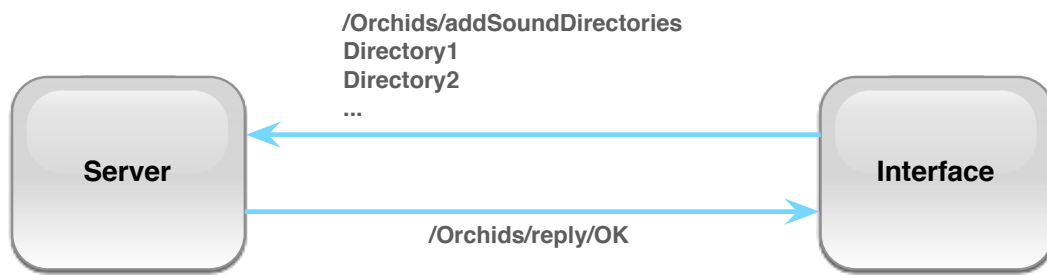 /Orchids/addSoundDirectories
Directory1
Directory2
...
Server
Interface
/Orchids/reply/OK